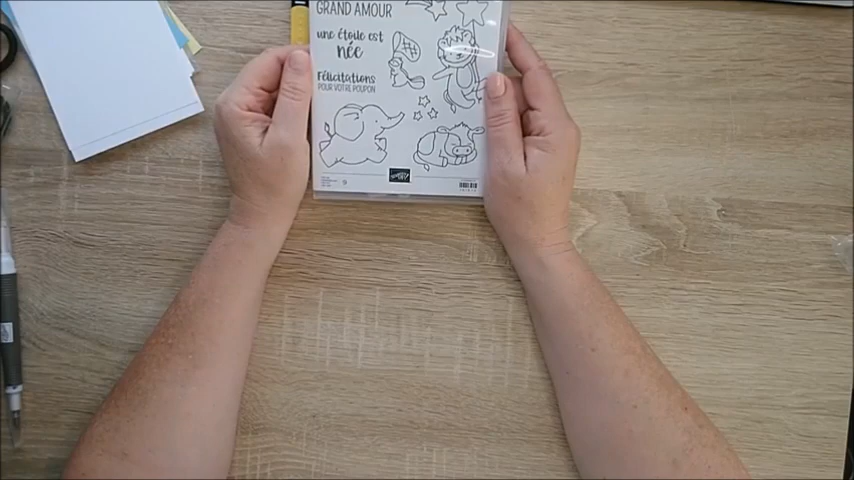 GRAND AMOUR
une étoile est
née
Félicitations
POUR VOTRE POUPON